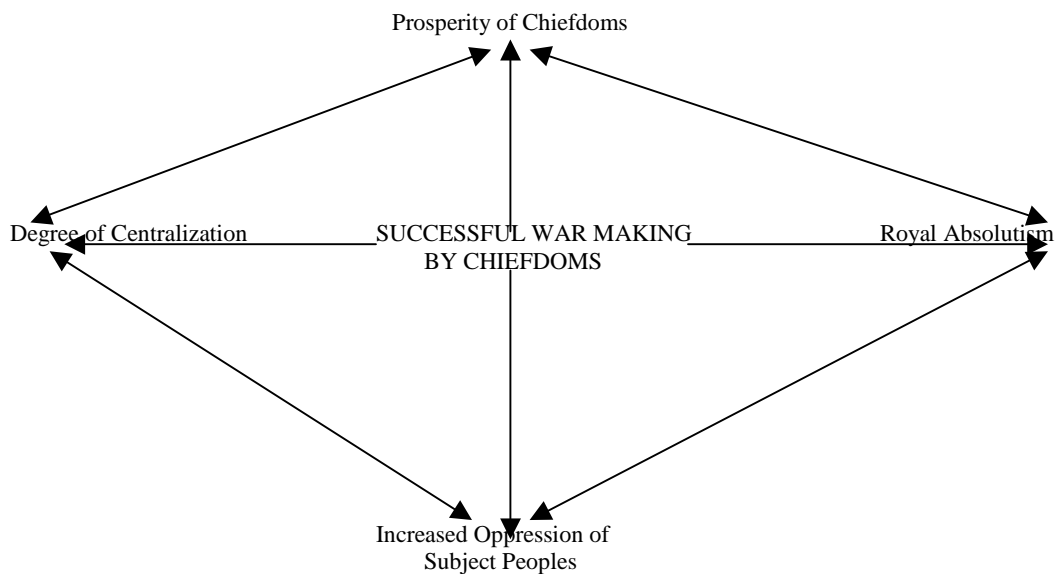 Prosperity of Chiefdoms
Degree of Centralization
SUCCESSFUL WAR MAKING
BY CHIEFDOMS
Royal Absolutism
Increased Oppression of
Subject Peoples